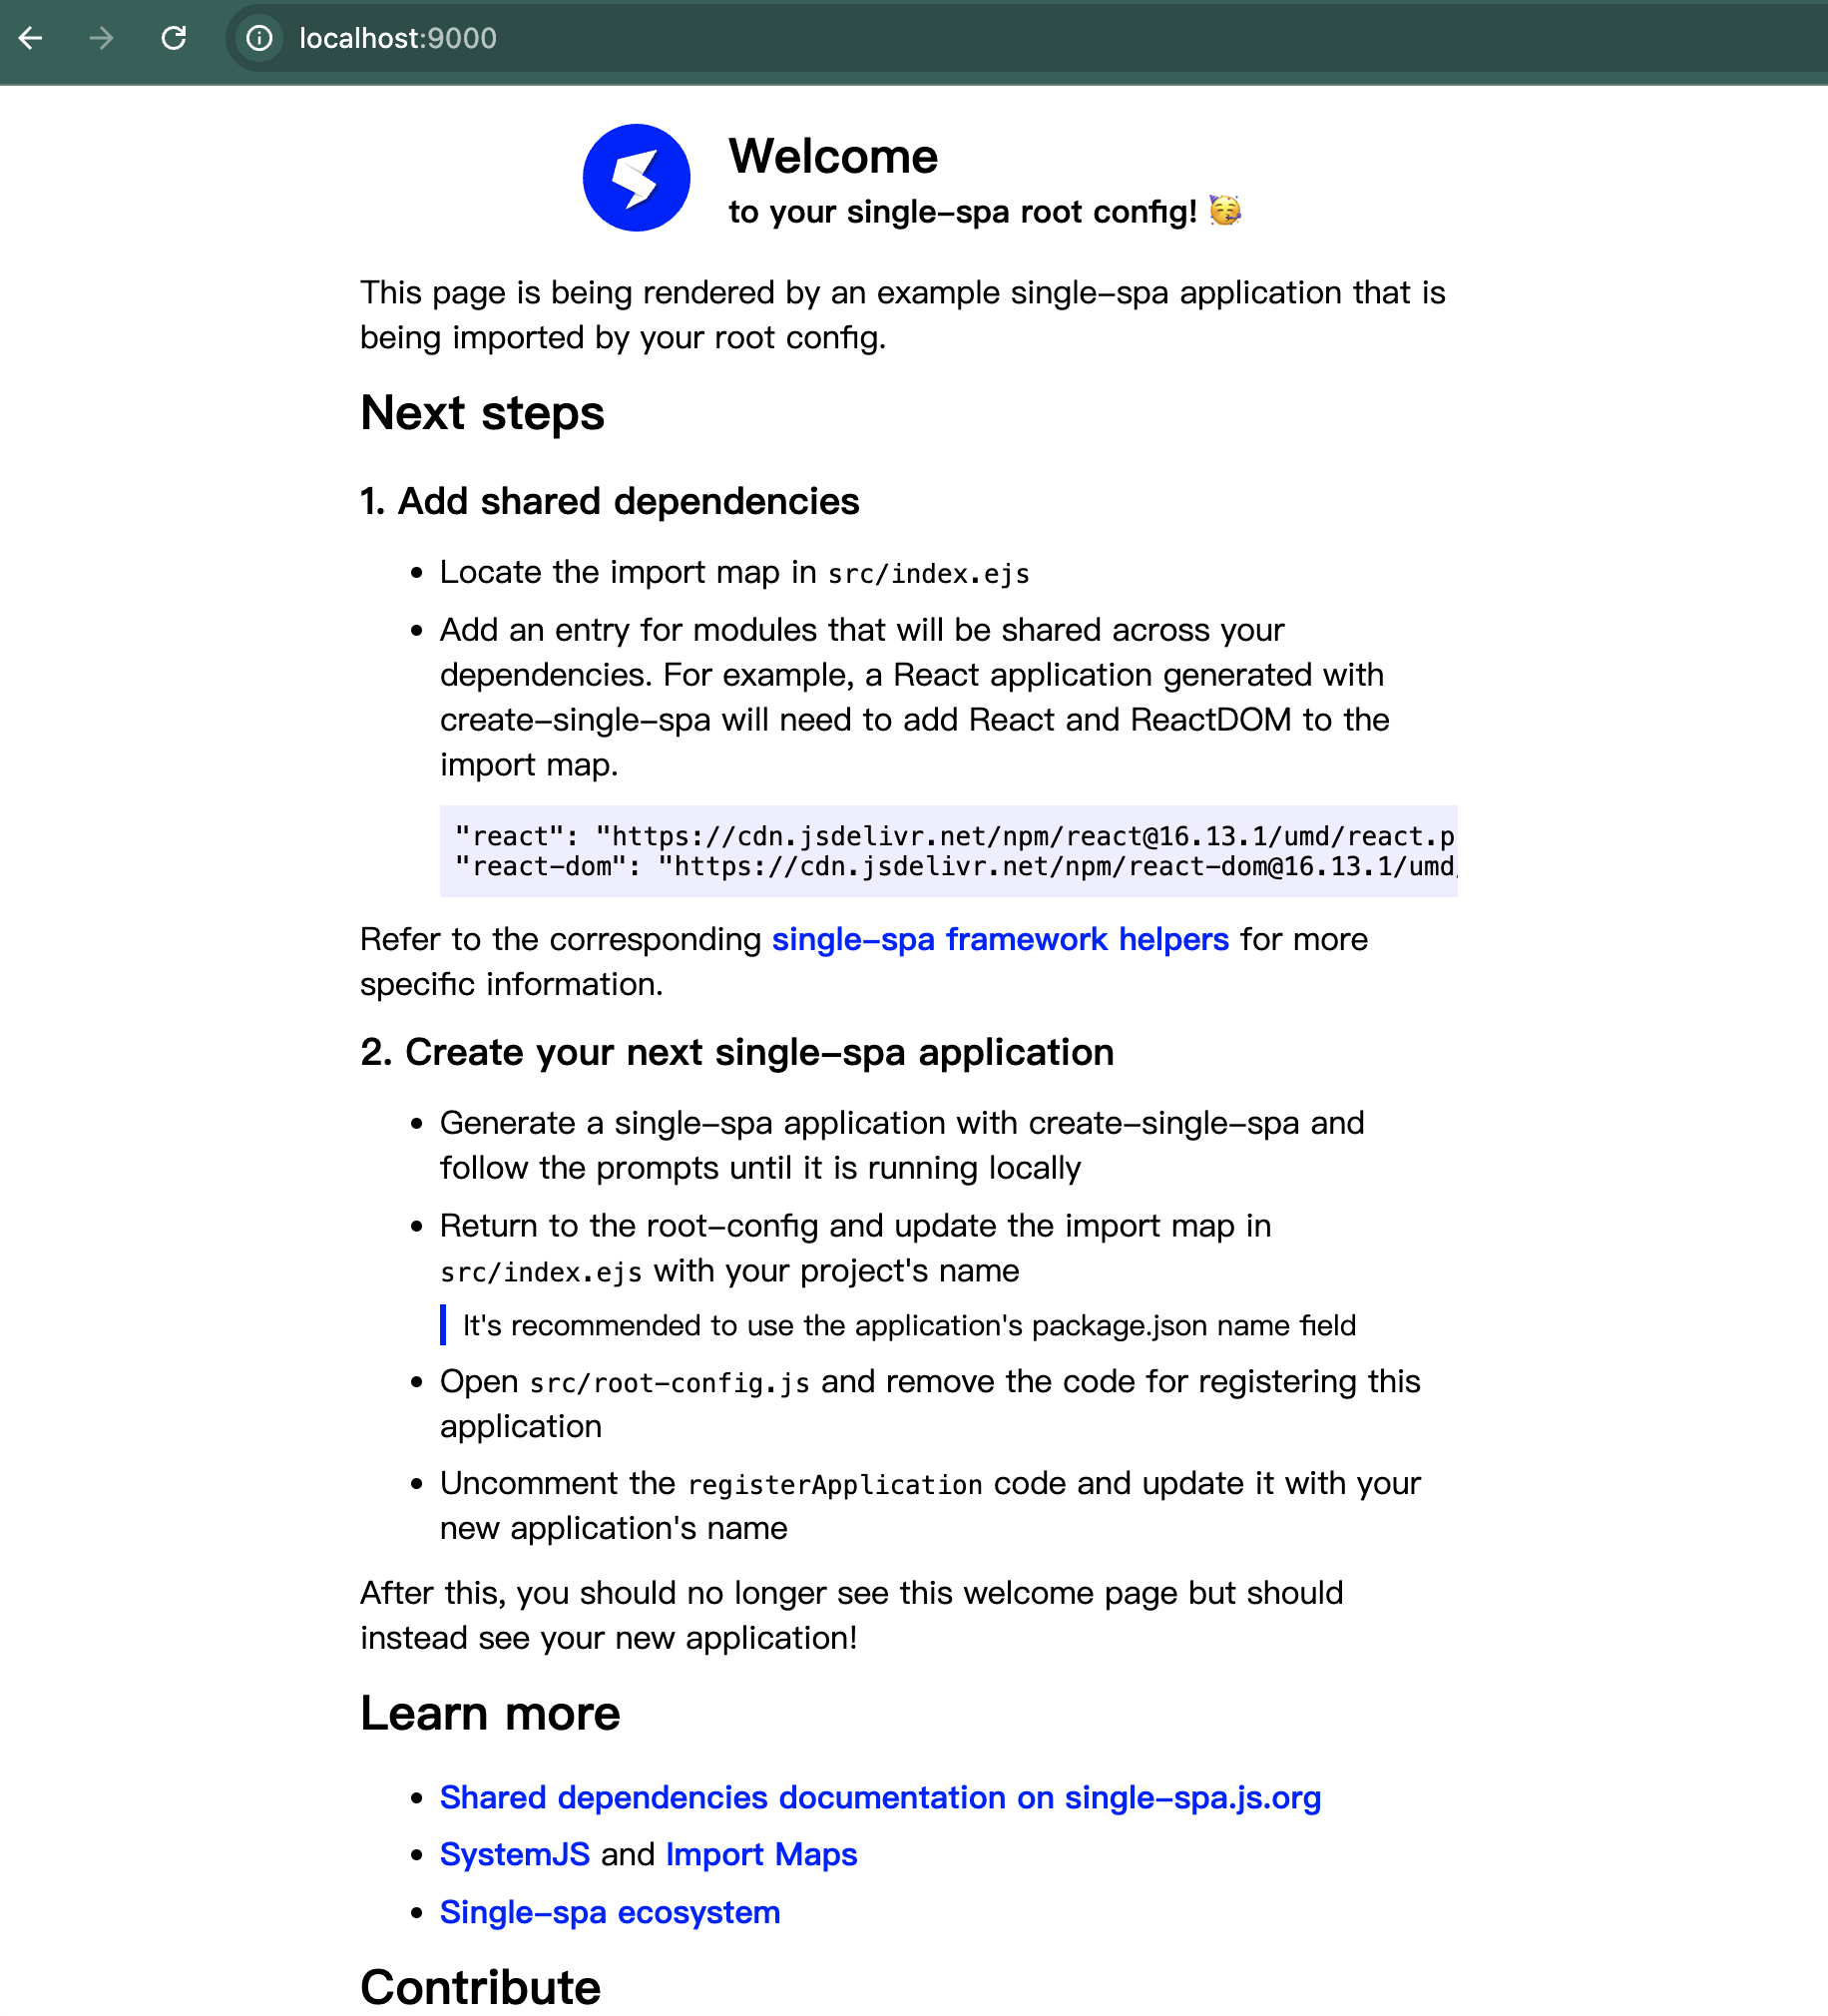 localhost:9000
Welcome
to your single-spa root config! 🥳
This page is being rendered by an example single-spa application that is
being imported by your root config.
Next steps
1. Add shared dependencies
• Locate the import map in src/index.ejs
• Add an entry for modules that will be shared across your
dependencies. For example, a React application generated with
create-single-spa will need to add React and ReactDOM to the
import map.
"react": "https://cdn.jsdelivr.net/npm/react@16.13.1/umd/react.p
"react-dom": "https://cdn.jsdelivr.net/npm/react-dom@16.13.1/umd/
Refer to the corresponding single-spa framework helpers for more
specific information.
2. Create your next single-spa application
• Generate a single-spa application with create-single-spa and
follow the prompts until it is running locally
• Return to the root-config and update the import map in
src/index.ejs with your project's name
It's recommended to use the application's package.json name field
• Open src/root-config.js and remove the code for registering this
application
• Uncomment the registerApplication code and update it with your
new application's name
After this, you should no longer see this welcome page but should
instead see your new application!
Learn more
• Shared dependencies documentation on single-spa.js.org
• SystemJS and Import Maps
• Single-spa ecosystem
Contribute